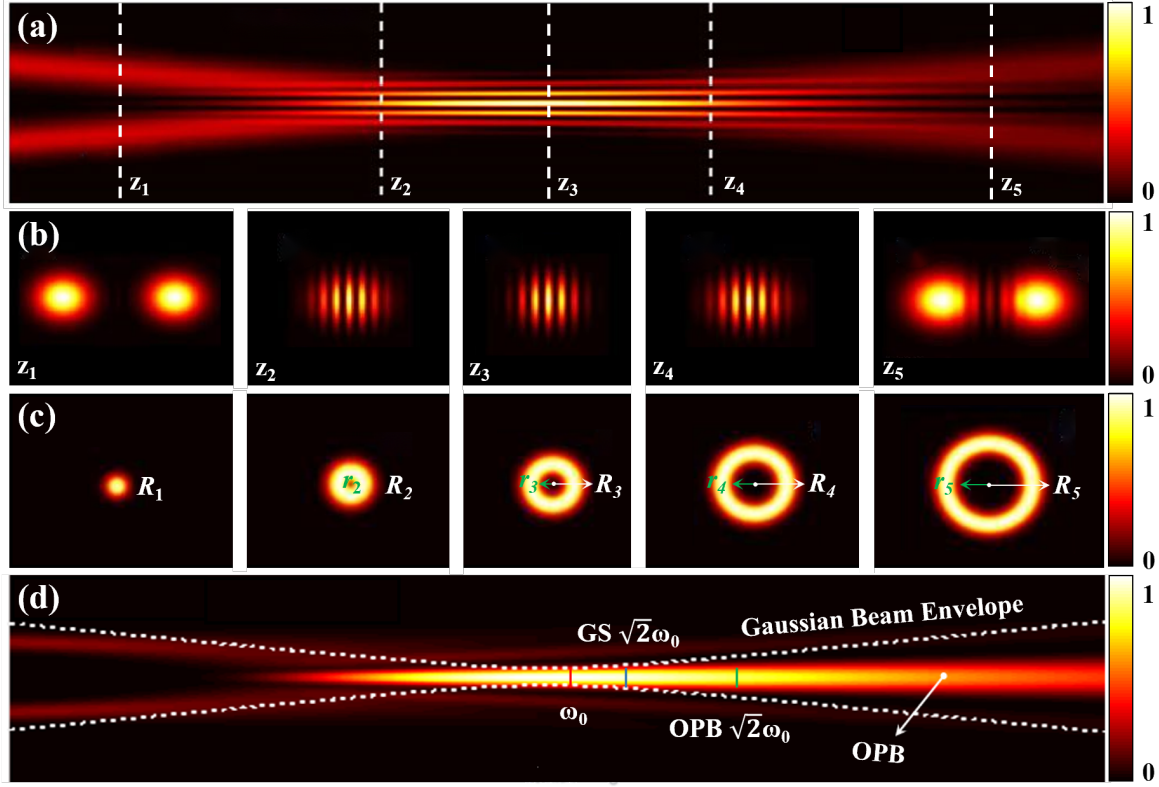 (a)
1
z₁
z₂
z₃
z₄
z₅
0
(b)
1
z₁
z₂
z₃
z₄
z₅
0
(c)
1
R₁
r₂
R₂
r₃
R₃
r₄
R₄
r₅
R₅
0
(d)
1
Gaussian Beam Envelope
GS √2ω₀
ω₀
OPB √2ω₀
OPB
0